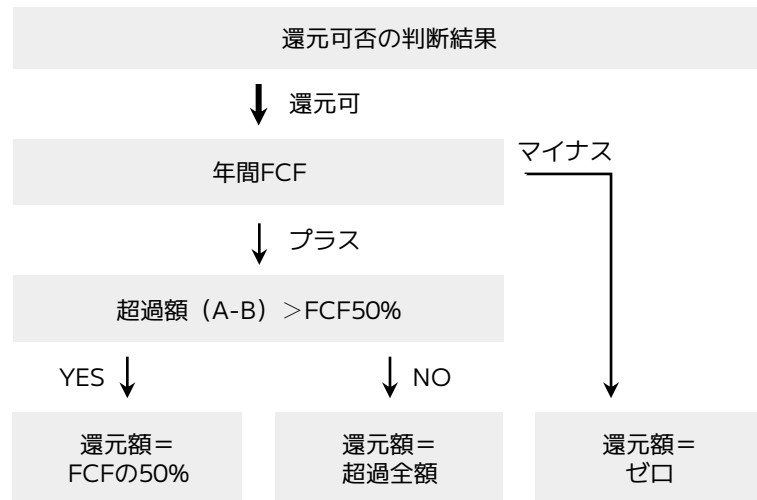 還元可否の判断結果
還元可
年間FCF
マイナス
プラス
超過額（A-B）＞FCF50%
YES
NO
還元額＝
FCFの50%
還元額＝
超過全額
還元額＝
ゼロ